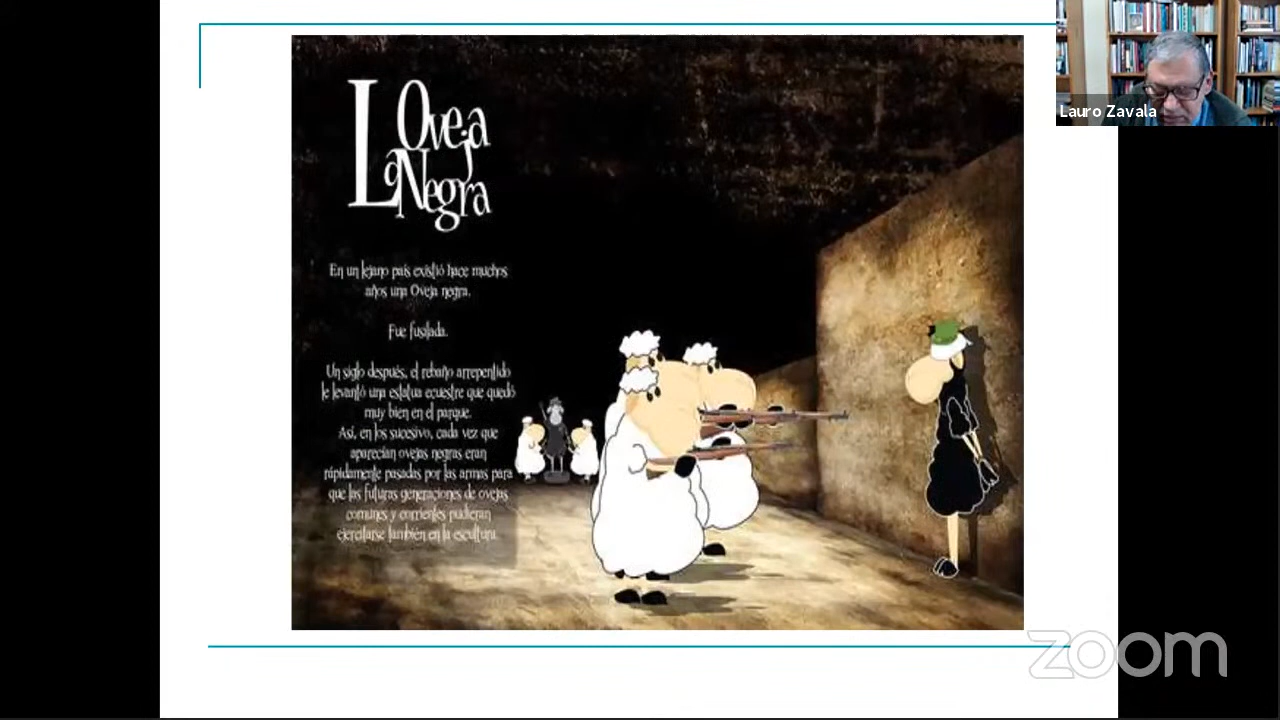 La Oveja
Negra
En un lejano país existió hace muchos
años una Oveja negra.
Fue fusilada.
Un siglo después, el rebaño arrepentido
le levantó una estatua ecuestre que quedó
muy bien en el parque.
Así, en los sucesivo, cada vez que
aparecían ovejas negras eran
rápidamente pasadas por las armas para
que las futuras generaciones de ovejas
comunes y corrientes pudieran
ejercitarse también en la escultura.
Lauro Zavala
zoom